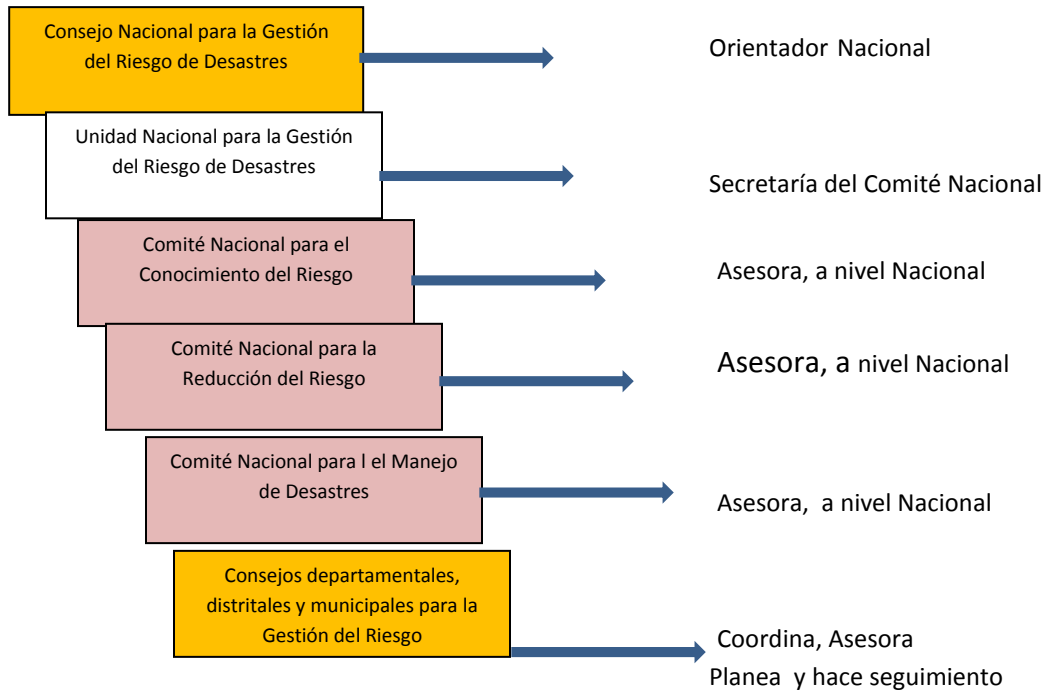 Consejo Nacional para la Gestión
del Riesgo de Desastres
Orientador Nacional
Unidad Nacional para la Gestión
del Riesgo de Desastres
Secretaría del Comité Nacional
Comité Nacional para el
Conocimiento del Riesgo
Asesora, a nivel Nacional
Comité Nacional para la
Reducción del Riesgo
Asesora, a nivel Nacional
Comité Nacional para l el Manejo
de Desastres
Asesora, a nivel Nacional
Consejos departamentales,
distritales y municipales para la
Gestión del Riesgo
Coordina, Asesora
Planea y hace seguimiento